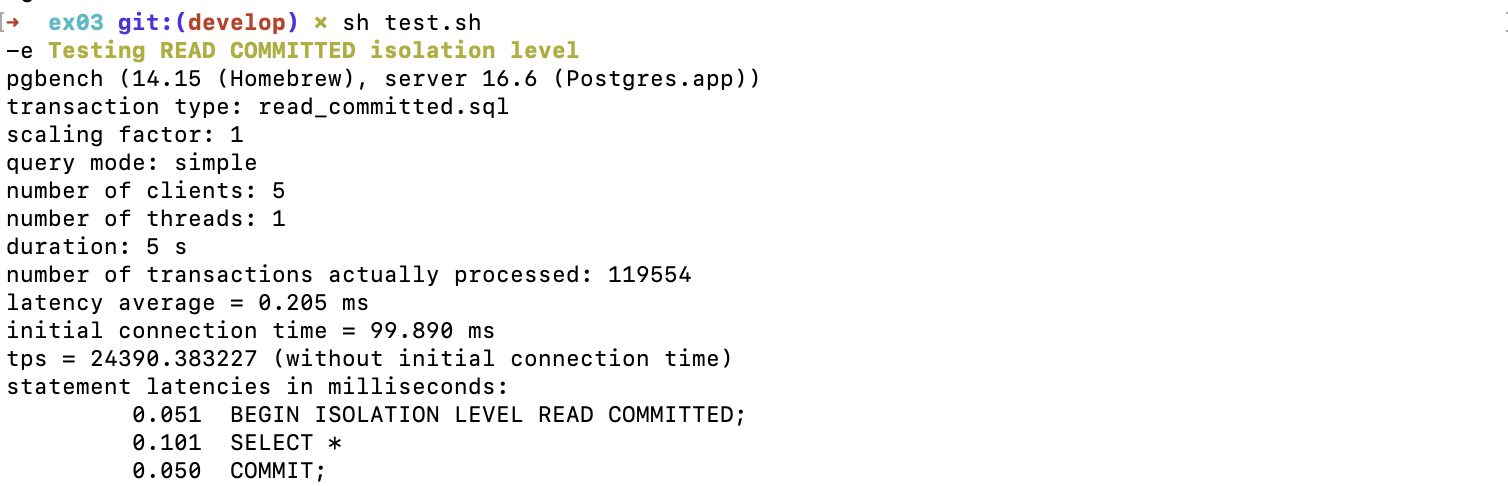 [➜ ex03 git:(develop) × sh test.sh
-e Testing READ COMMITTED isolation level
pgbench (14.15 (Homebrew), server 16.6 (Postgres.app))
transaction type: read_committed.sql
scaling factor: 1
query mode: simple
number of clients: 5
number of threads: 1
duration: 5 s
number of transactions actually processed: 119554
latency average = 0.205 ms
initial connection time = 99.890 ms
tps = 24390.383227 (without initial connection time)
statement latencies in milliseconds:
0.051 BEGIN ISOLATION LEVEL READ COMMITTED;
0.101 SELECT *
0.050 COMMIT;